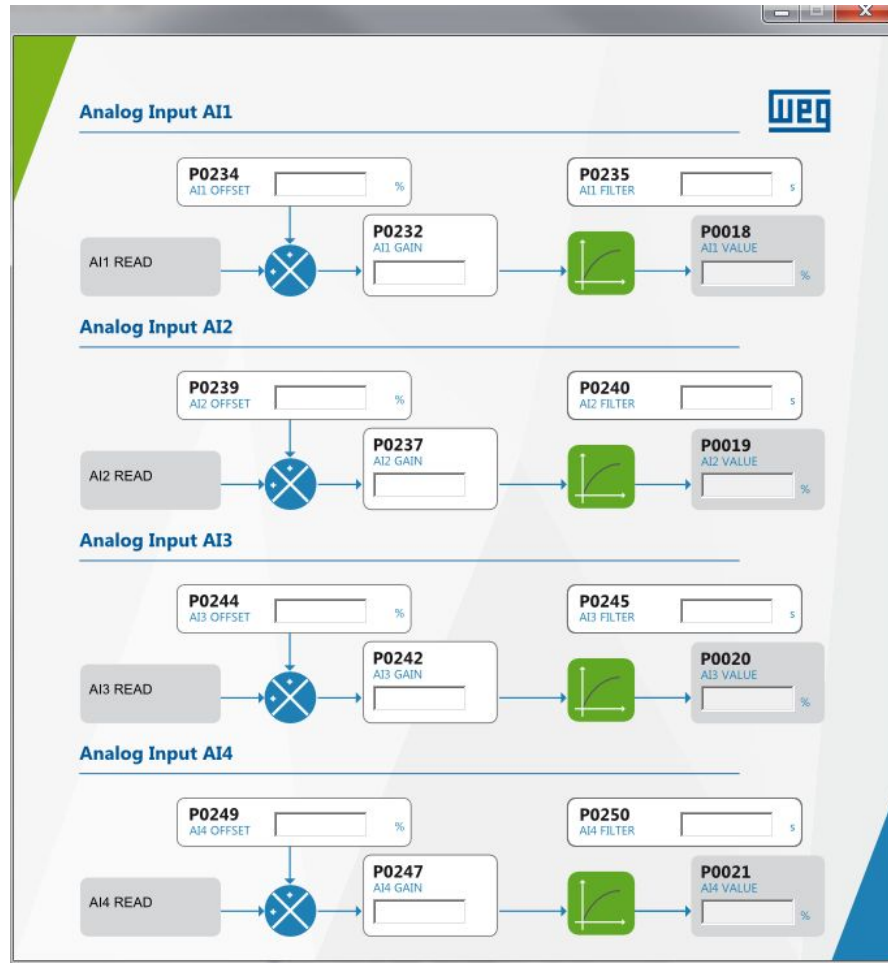 Analog Input AI1
weg
P0234
AI1 OFFSET
%
P0235
AI1 FILTER
s
AI1 READ
P0232
AI1 GAIN
P0018
AI1 VALUE
%
Analog Input AI2
P0239
AI2 OFFSET
%
P0240
AI2 FILTER
s
AI2 READ
P0237
AI2 GAIN
P0019
AI2 VALUE
%
Analog Input AI3
P0244
AI3 OFFSET
%
P0245
AI3 FILTER
s
AI3 READ
P0242
AI3 GAIN
P0020
AI3 VALUE
%
Analog Input AI4
P0249
AI4 OFFSET
%
P0250
AI4 FILTER
s
AI4 READ
P0247
AI4 GAIN
P0021
AI4 VALUE
%